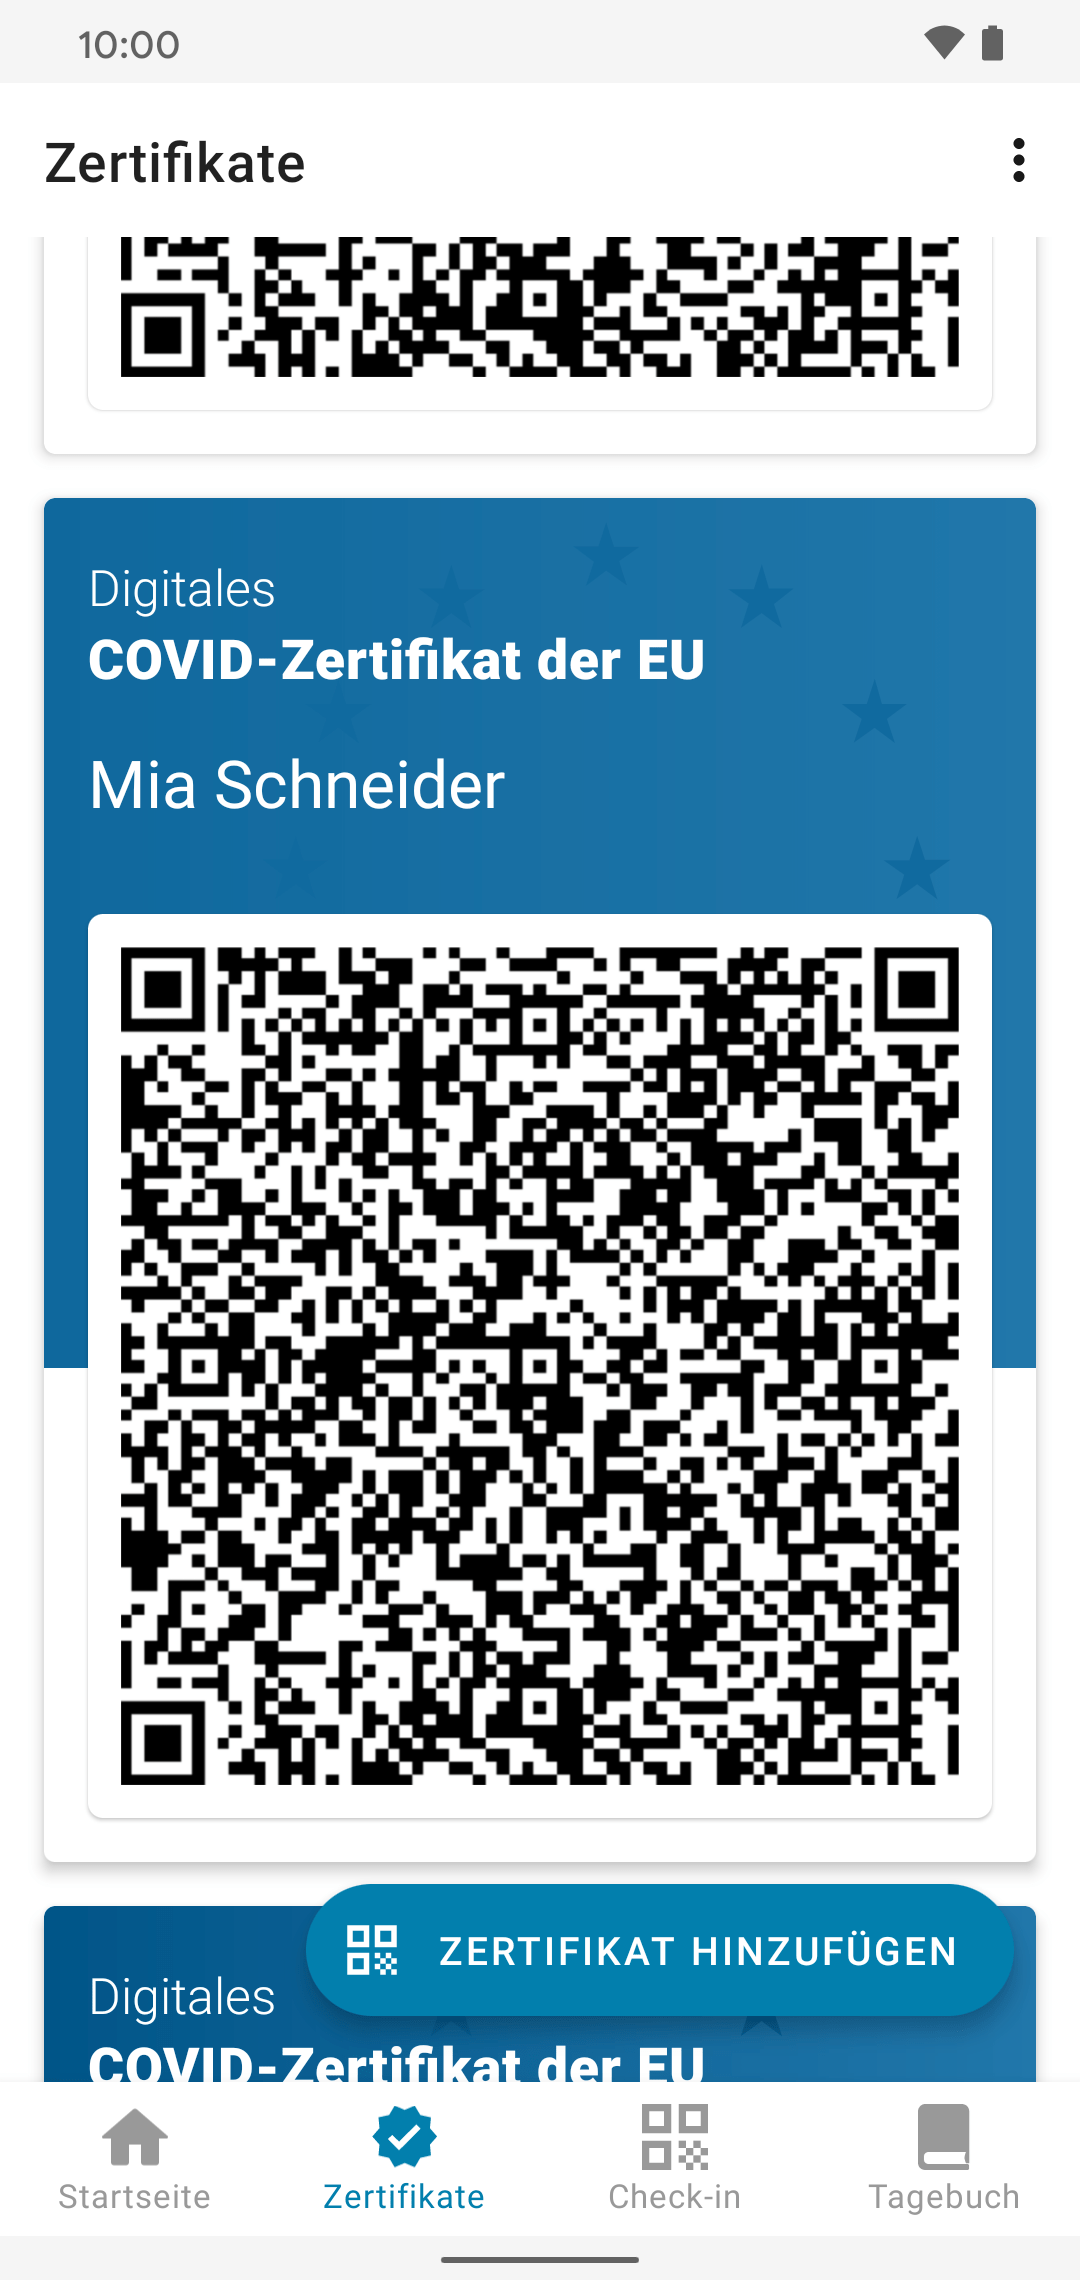 10:00
Zertifikate
Digitales
COVID-Zertifikat der EU
Mia Schneider
ZERTIFIKAT HINZUFÜGEN
Digitales
COVID-Zertifikat der EU
Startseite
Zertifikate
Check-in
Tagebuch